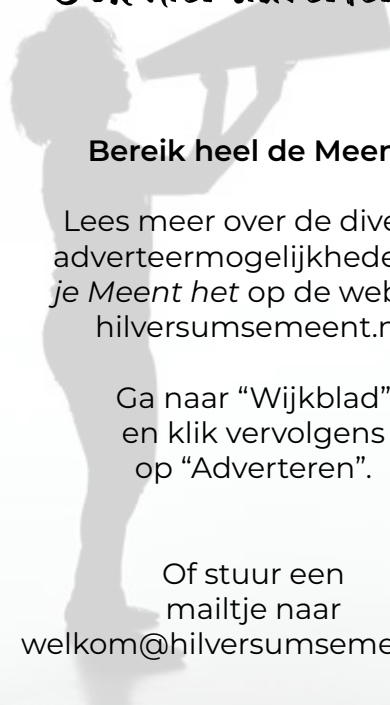 Bereik heel de Meen
Lees meer over de dive
adverteermogelijkhede
je Meent het op de web
hilversumsemeent.n
Ga naar “Wijkblad”
en klik vervolgens
op “Adverteren”.
Of stuur een
mailtje naar
welkom@hilversumseme